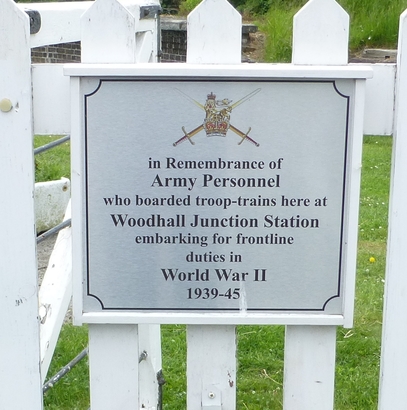 in Remembrance of
Army Personnel
who boarded troop-trains here at
Woodhall Junction Station
embarking for frontline
duties in
World War II
1939-45